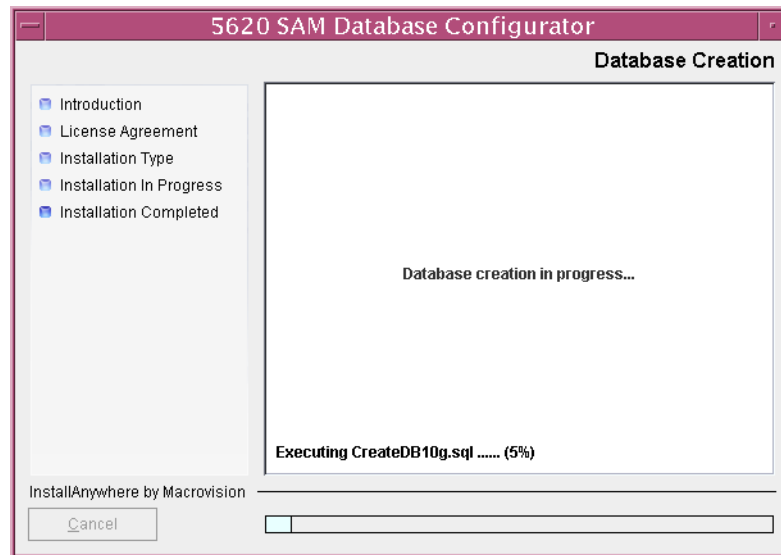 5620 SAM Database Configurator
Database Creation
Introduction
License Agreement
Installation Type
Installation In Progress
Installation Completed
Database creation in progress...
Executing CreateDB10g.sql ...... (5%)
InstallAnywhere by Macrovision
Cancel